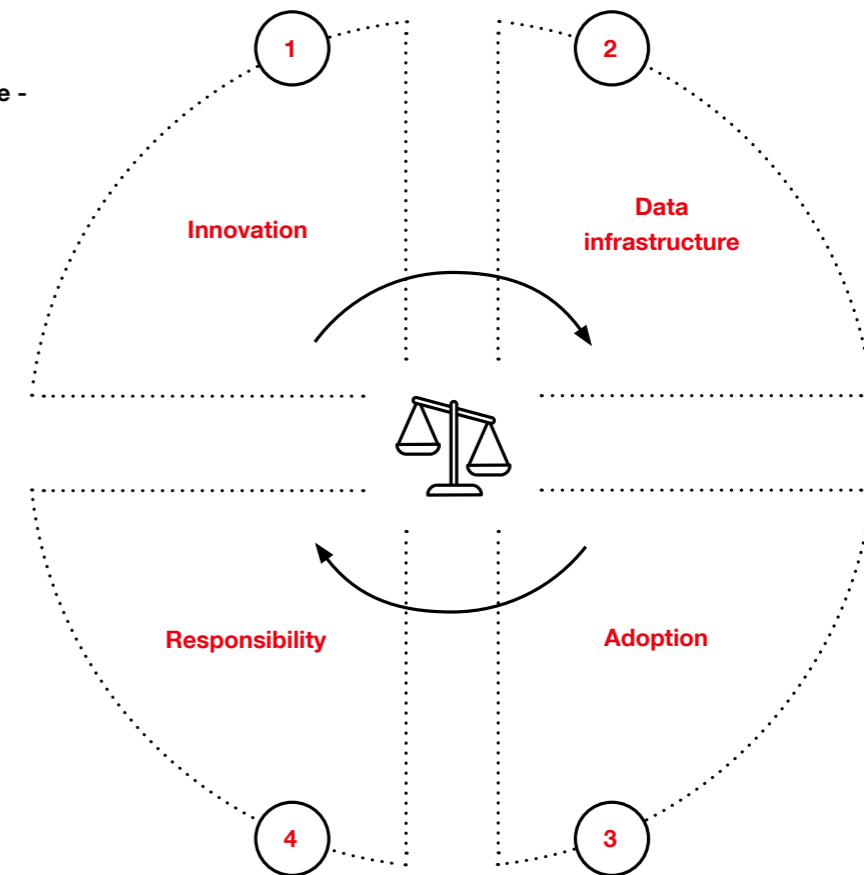 1
2
e -
Innovation
Data
infrastructure
Responsibility
Adoption
4
3